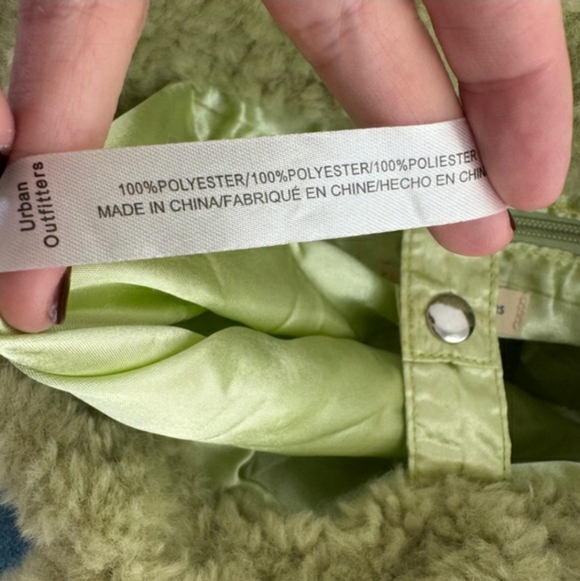 Urban
Outfitters
100%POLYESTER/100%POLYESTER/100%POLIESTER
MADE IN CHINA/FABRIQUÉ EN CHINE/HECHO EN CHIN